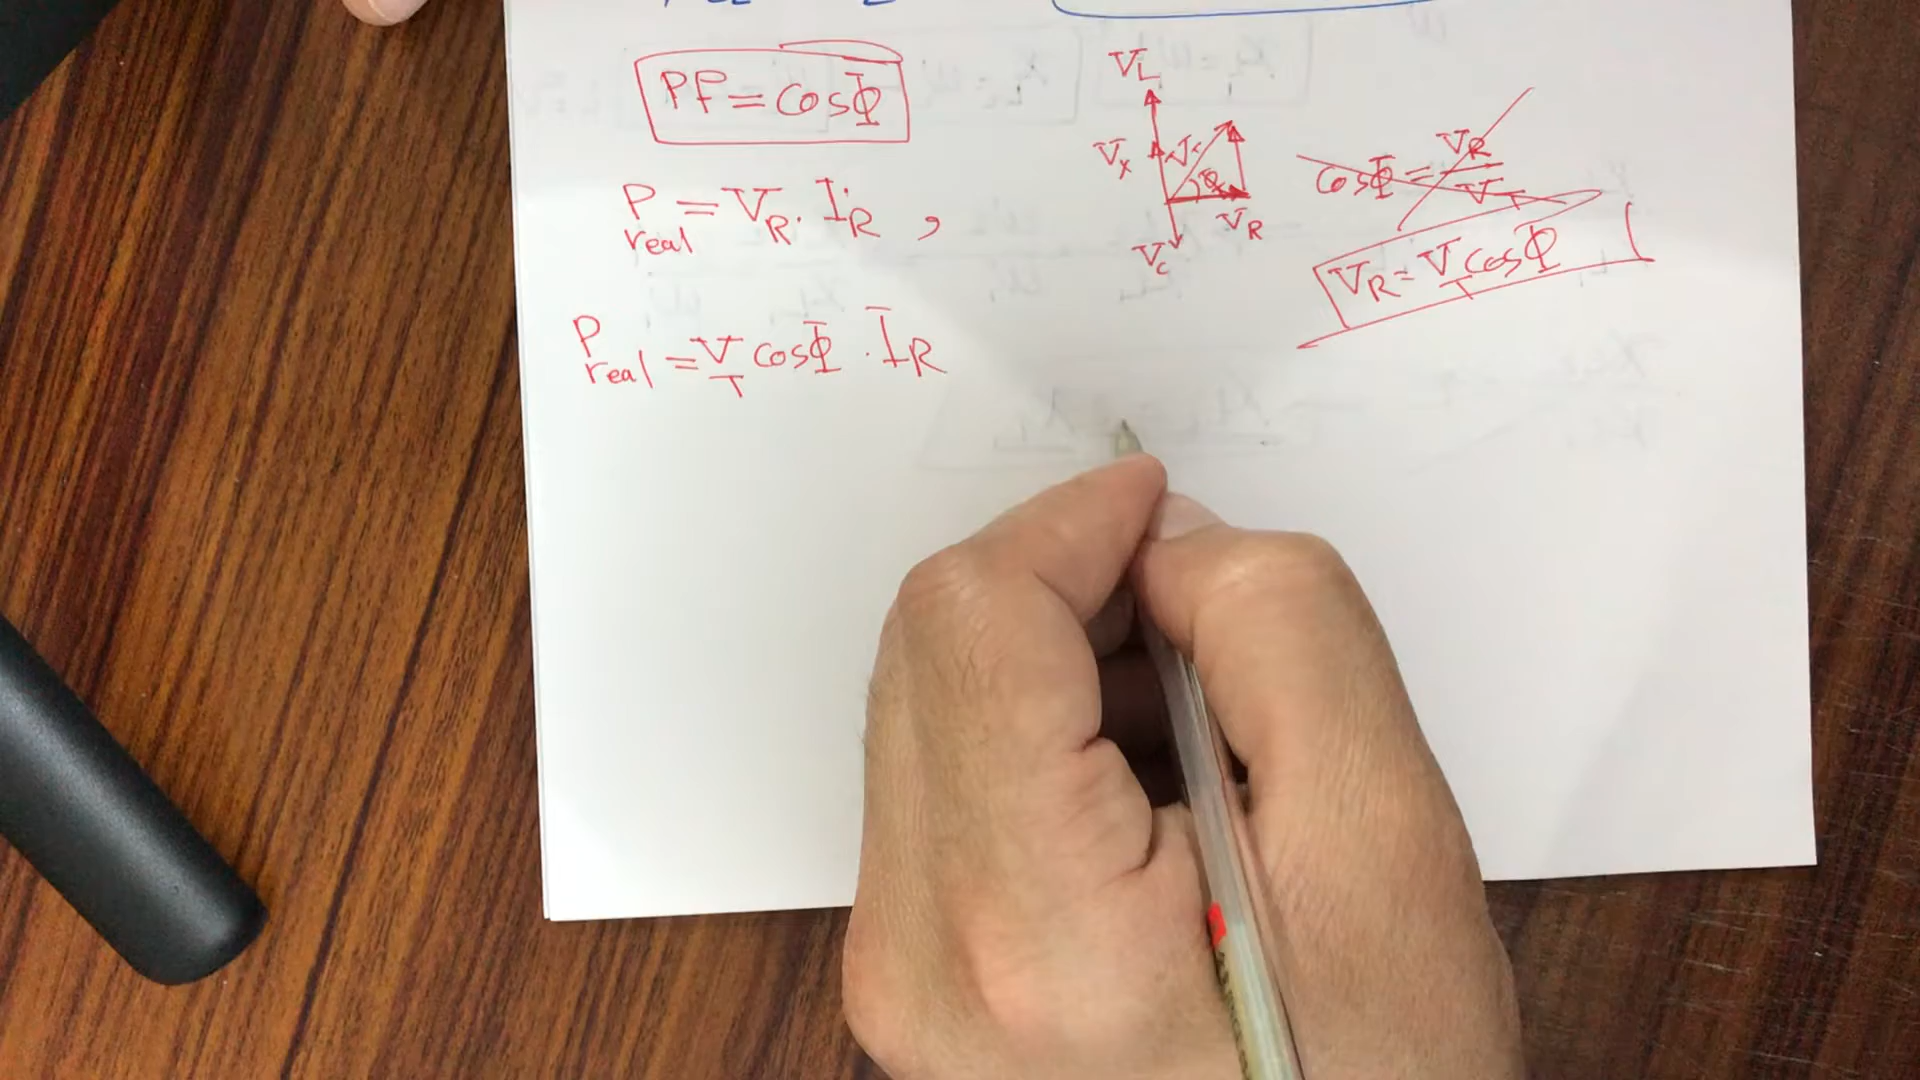 PF = cosΦ
V_L
V_x
V_T
Φ
V_R
V_c
cosΦ = V_R / V_T
P_real = V_R . I_R ,
V_R = V_T cosΦ
P_real = V_T cosΦ . I_R